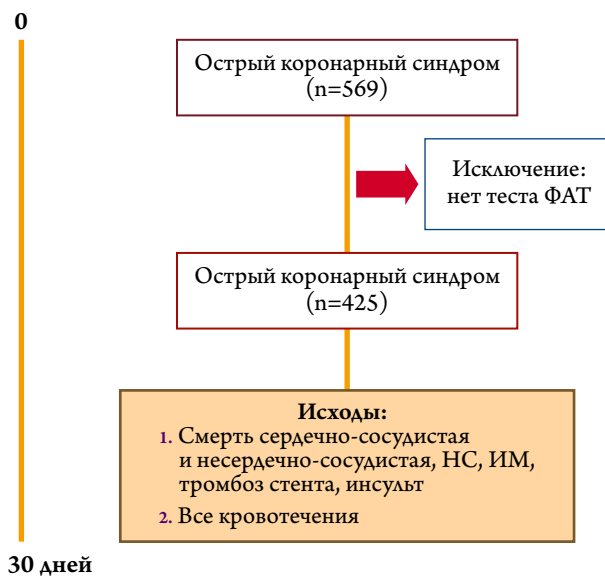 0
Острый коронарный синдром
(n=569)
Исключение:
нет теста ФАТ
Острый коронарный синдром
(n=425)
Исходы:
1. Смерть сердечно-сосудистая
и несердечно-сосудистая, НС, ИМ,
тромбоз стента, инсульт
2. Все кровотечения
30 дней